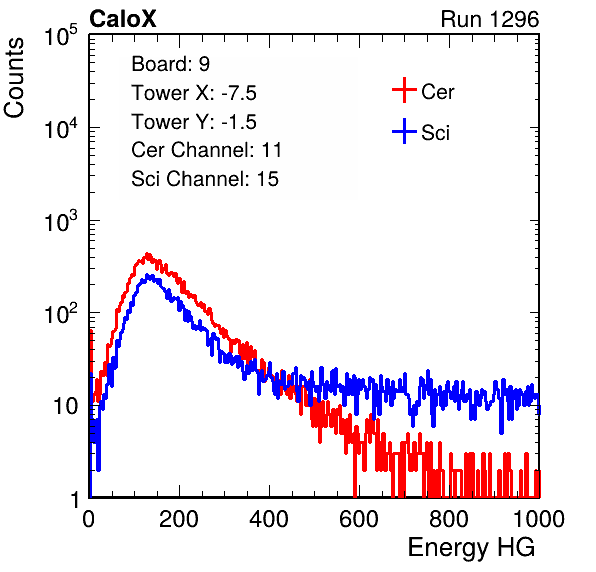 CaloX Run 1296
Counts
Board: 9
Tower X: -7.5
Tower Y: -1.5
Cer Channel: 11
Sci Channel: 15
Cer
Sci
10^5
10^4
10^3
10^2
10
1
0 200 400 600 800 1000
Energy HG